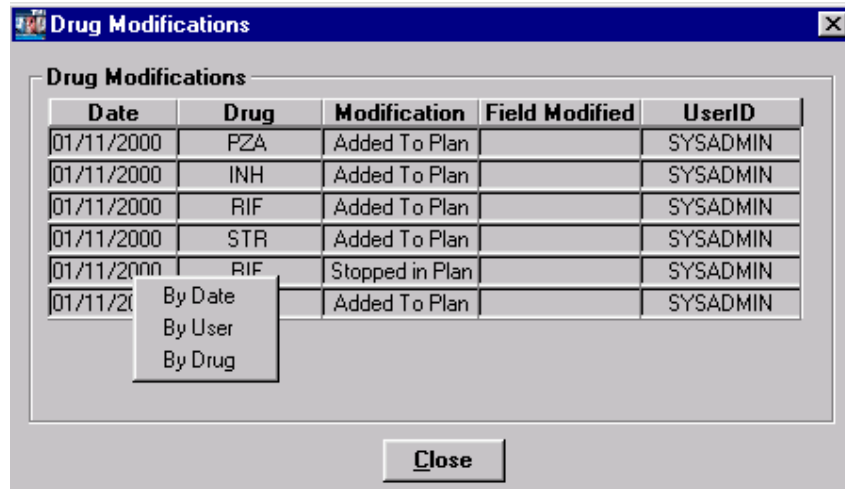 Drug Modifications
Drug Modifications
Date Drug Modification Field Modified UserID
01/11/2000 PZA Added To Plan SYSADMIN
01/11/2000 INH Added To Plan SYSADMIN
01/11/2000 RIF Added To Plan SYSADMIN
01/11/2000 STR Added To Plan SYSADMIN
01/11/2000 RIF Stopped in Plan SYSADMIN
Added To Plan SYSADMIN
By Date
By User
By Drug
Close